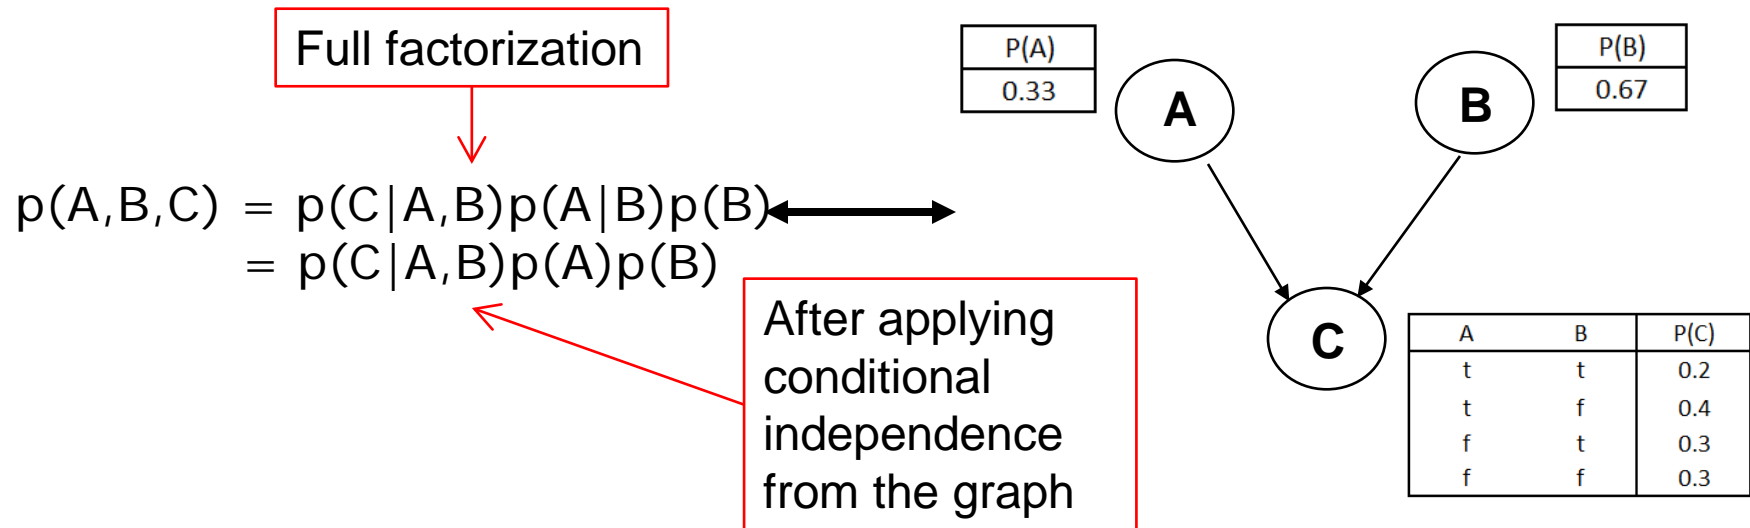 Full factorization
p(A,B,C) = p(C|A,B)p(A|B)p(B)
= p(C|A,B)p(A)p(B)
After applying
conditional
independence
from the graph
P(A)
0.33
A
B
P(B)
0.67
C
A B P(C)
t t 0.2
t f 0.4
f t 0.3
f f 0.3